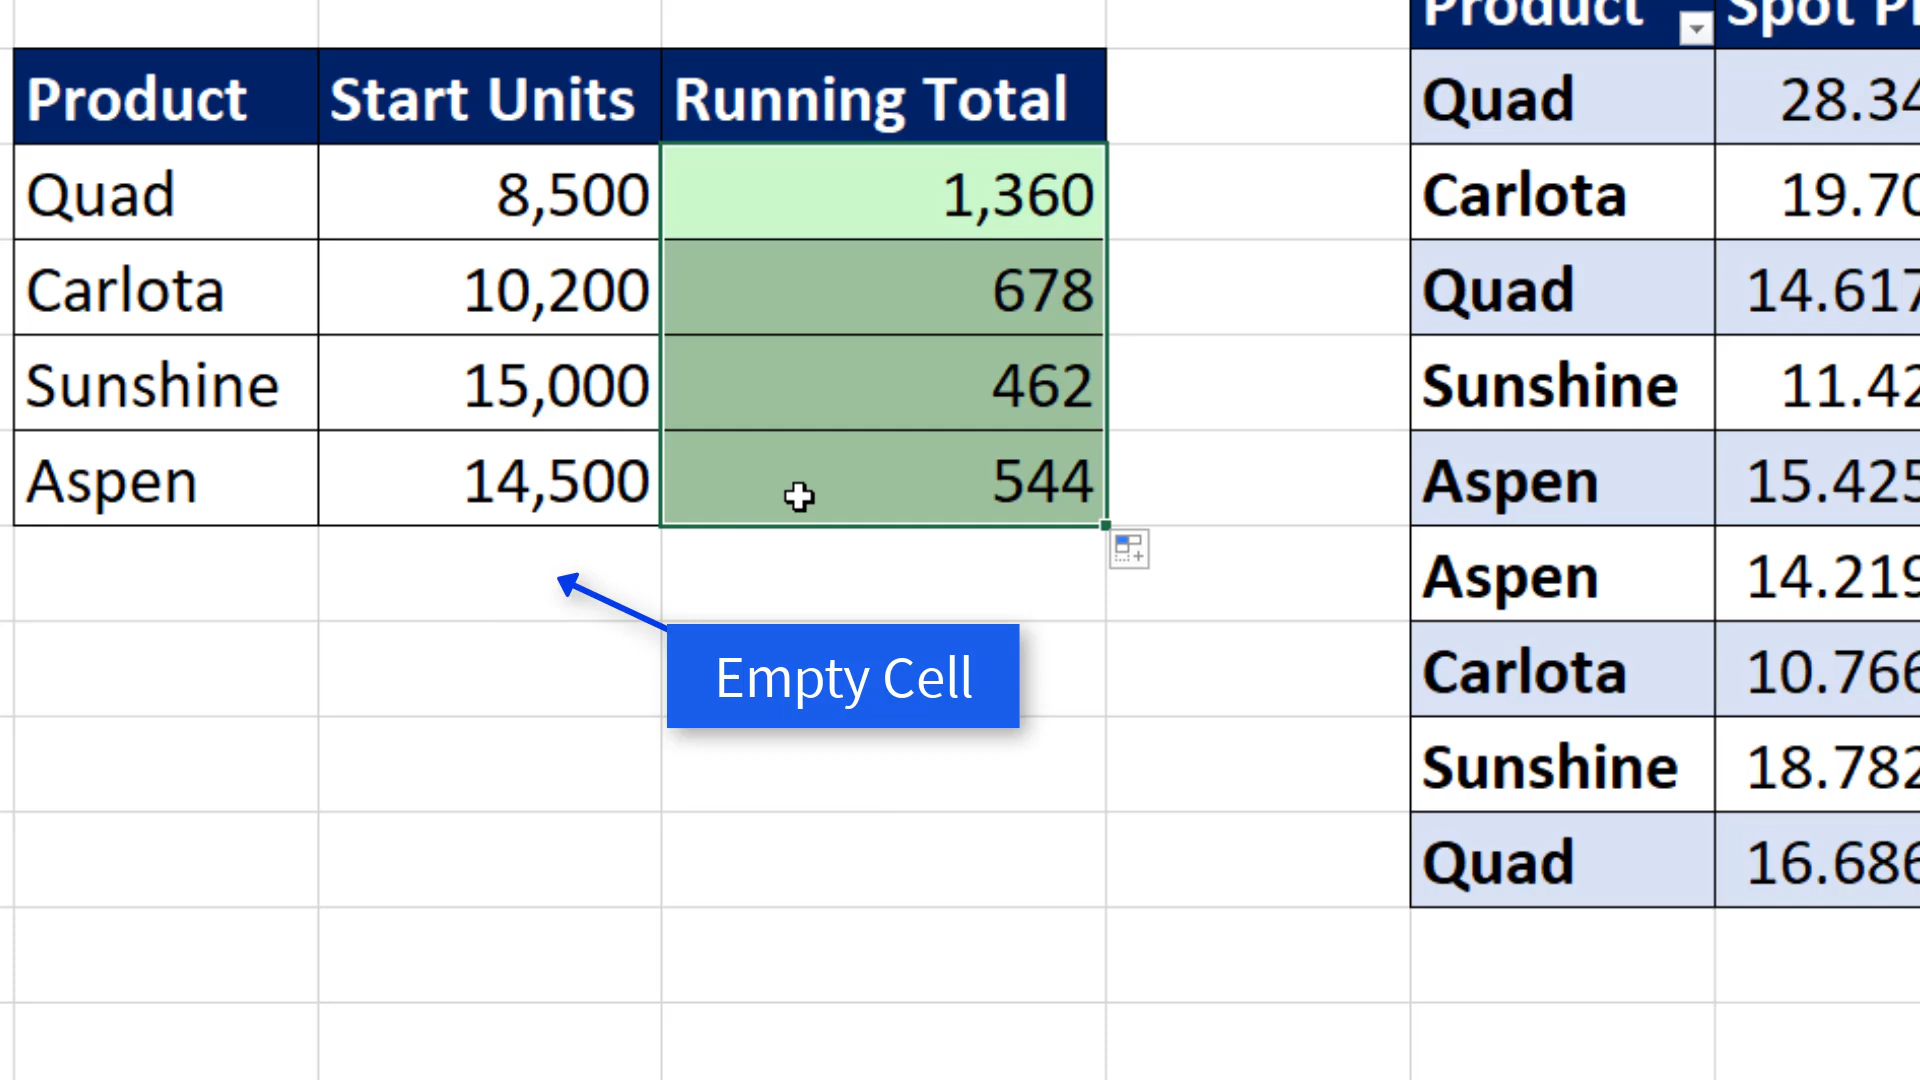 Product Start Units Running Total
Quad 8,500 1,360
Carlota 10,200 678
Sunshine 15,000 462
Aspen 14,500 544
Empty Cell
Product Spot
Quad 28.34
Carlota 19.70
Quad 14.617
Sunshine 11.42
Aspen 15.425
Aspen 14.219
Carlota 10.766
Sunshine 18.782
Quad 16.686